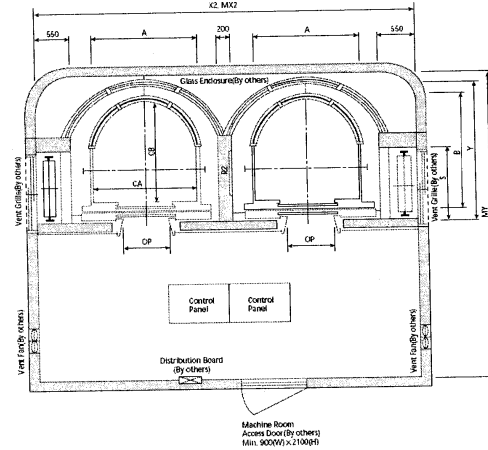 X2, MX2
550
A
200
A
550
Glass Enclosure(By others)
CB
CA
R2
S
B
Y
MY
Vent Grille(By others)
Vent Grille(By others)
OP
OP
Control
Panel
Control
Panel
Vent Fan(By others)
Vent Fan(By others)
Distribution Board
(By others)
Machine Room
Access Door(By others)
Min. 900(W) x 2100(H)